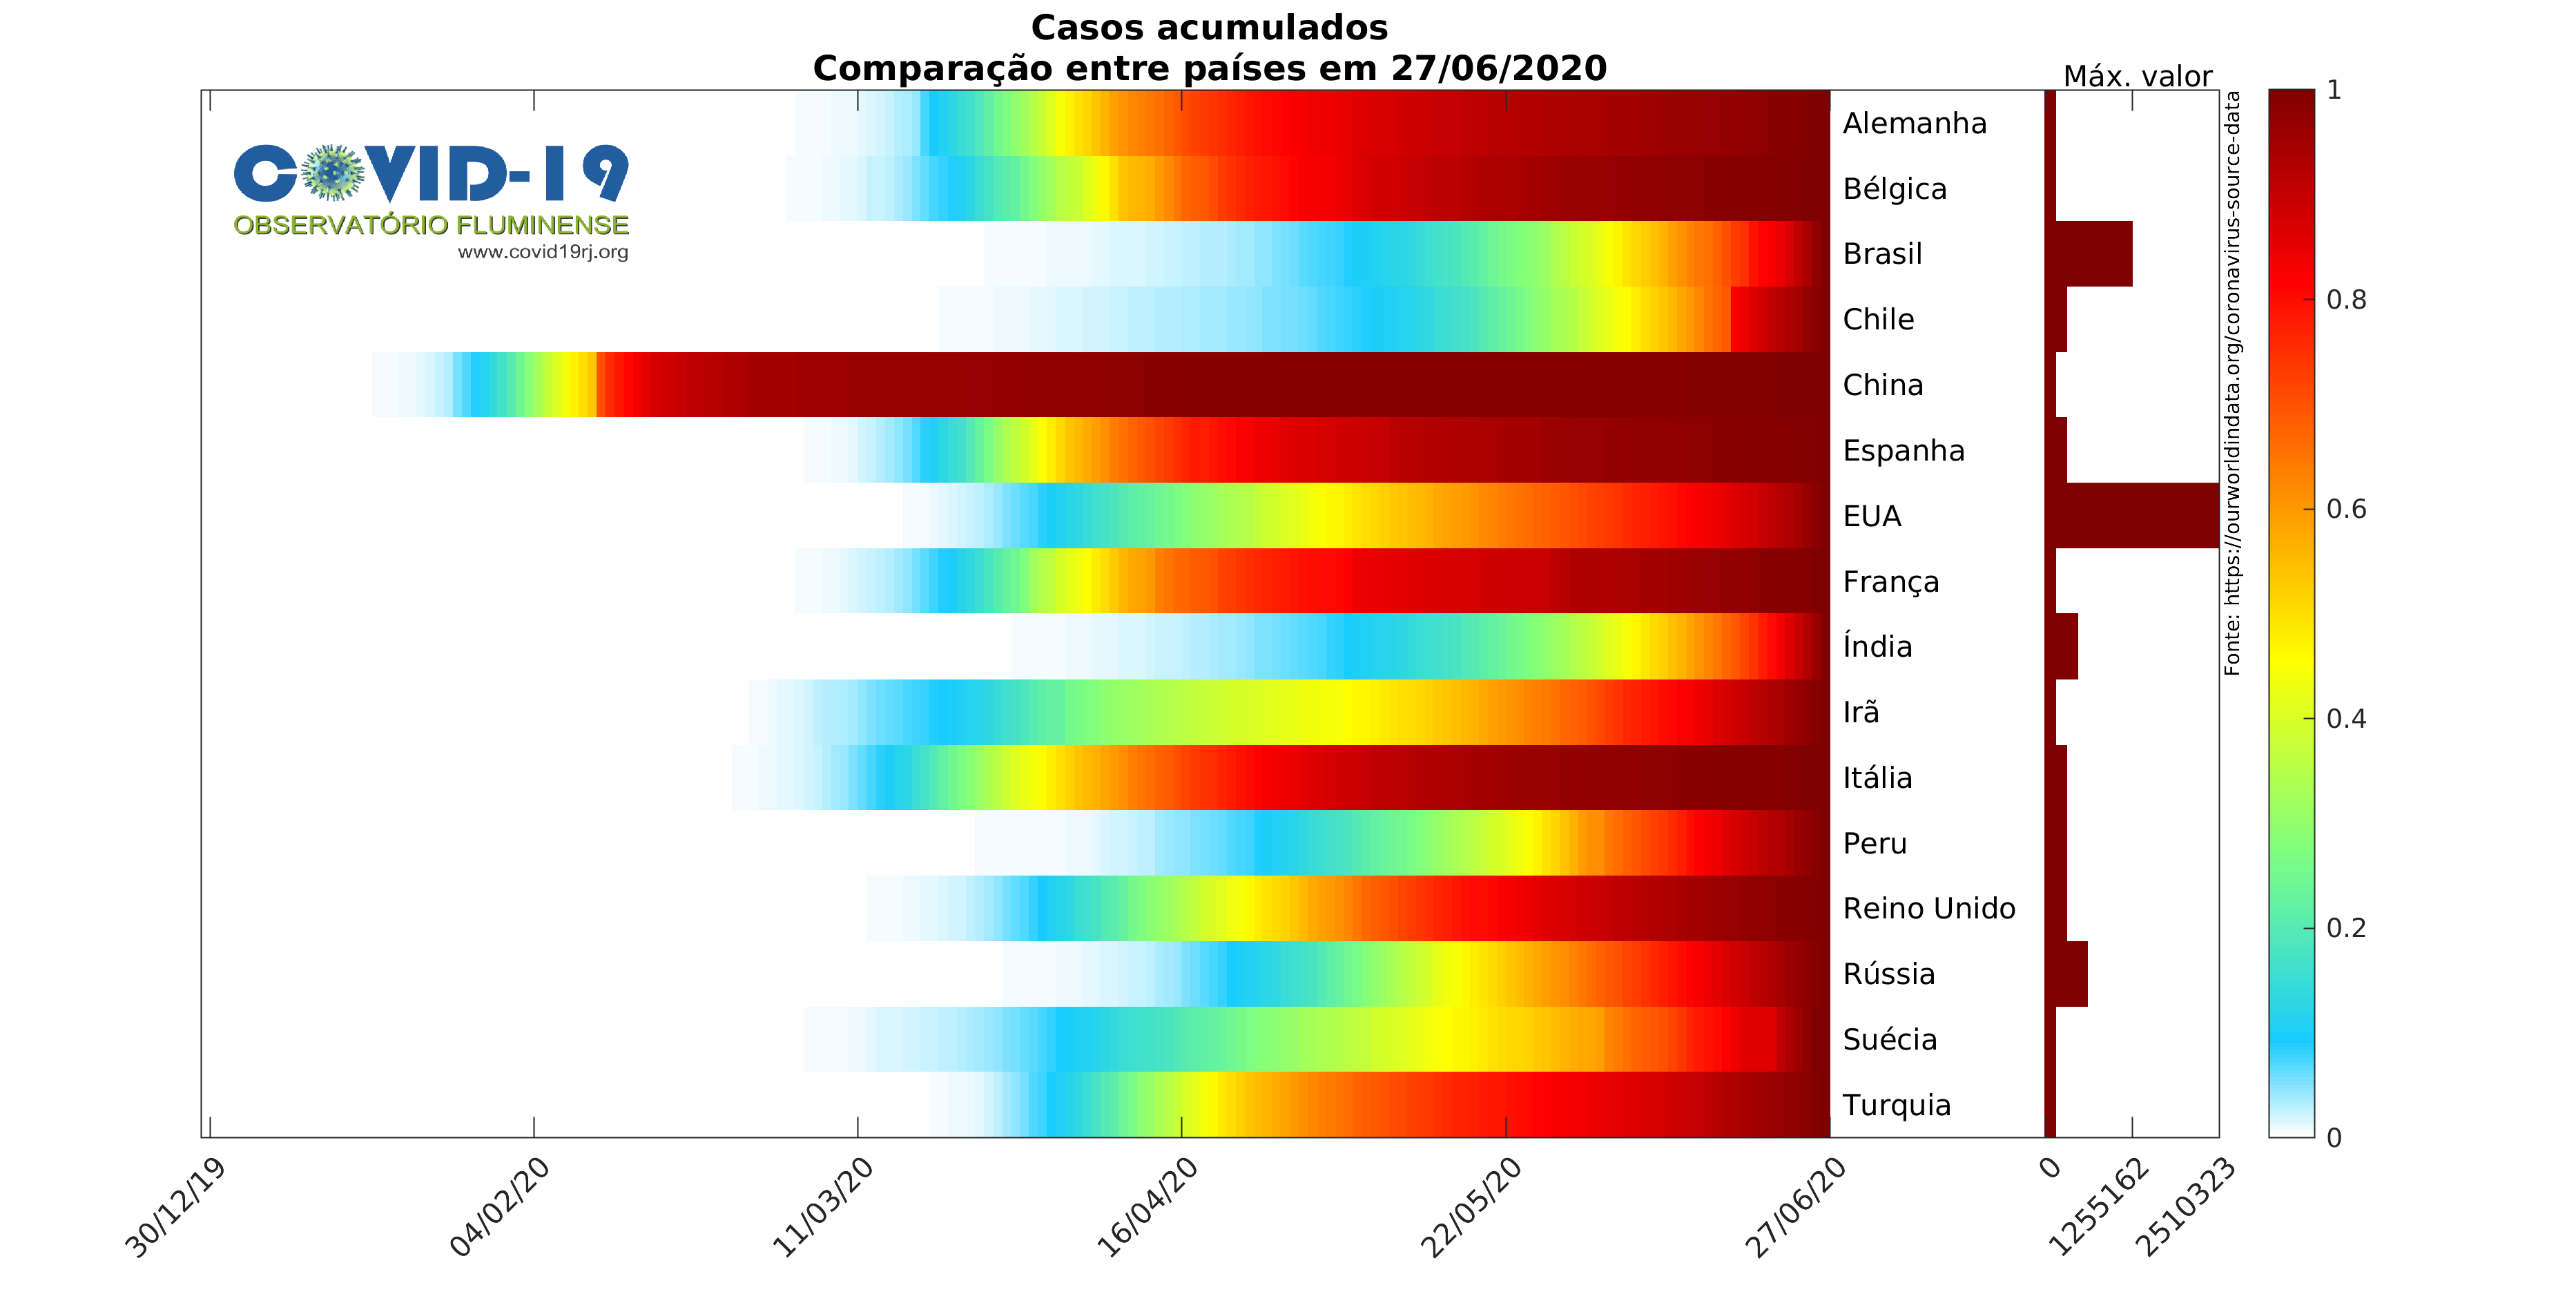 Casos acumulados
Comparação entre países em 27/06/2020
Máx. valor
COVID-19
OBSERVATÓRIO FLUMINENSE
www.covid19rj.org
Alemanha
Bélgica
Brasil
Chile
China
Espanha
EUA
França
Índia
Irã
Itália
Peru
Reino Unido
Rússia
Suécia
Turquia
Fonte: https://ourworldindata.org/coronavirus-source-data
1
0.8
0.6
0.4
0.2
0
30/12/19
04/02/20
11/03/20
16/04/20
22/05/20
27/06/20
0
1255162
2510323